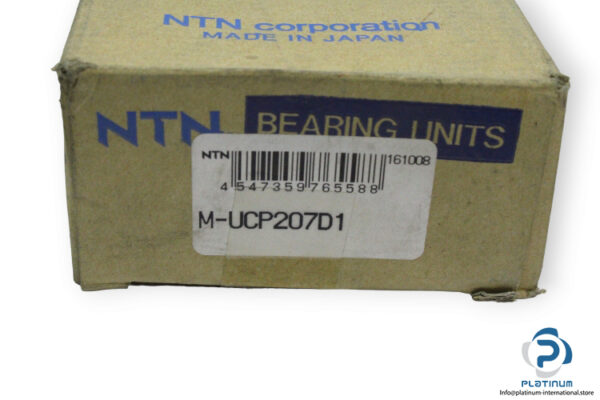 NTN corporation
MADE IN JAPAN
NTN BEARING UNITS
NTN 161008
4 547359 765588
M-UCP207D1
PLATINUM
Info@platinum-international.store